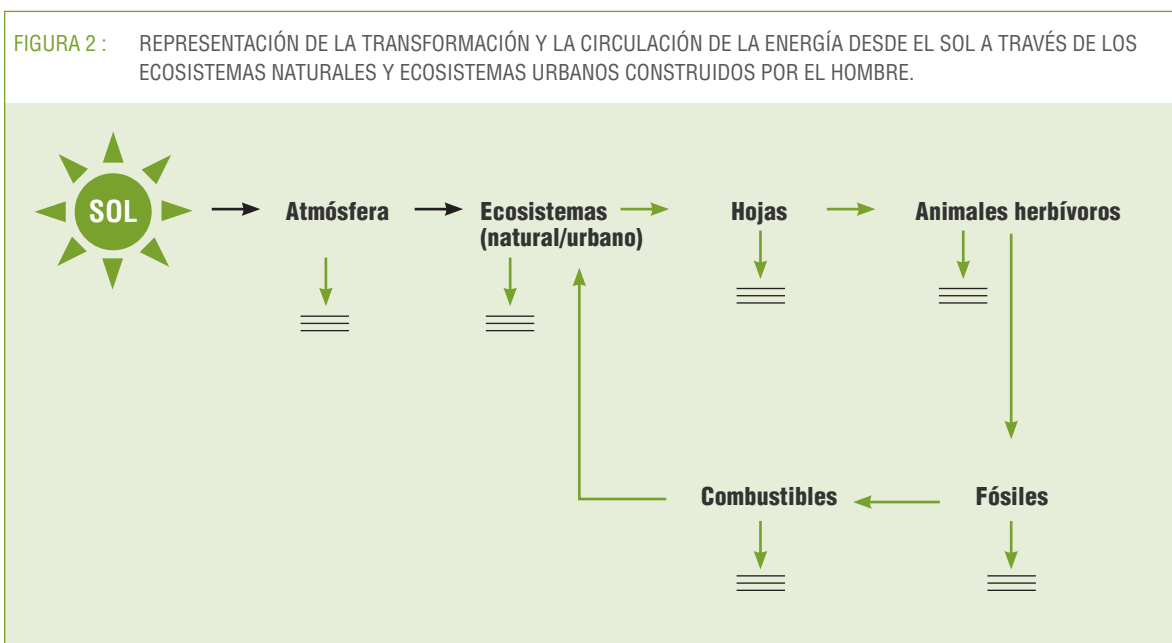 FIGURA 2 : REPRESENTACIÓN DE LA TRANSFORMACIÓN Y LA CIRCULACIÓN DE LA ENERGÍA DESDE EL SOL A TRAVÉS DE LOS
ECOSISTEMAS NATURALES Y ECOSISTEMAS URBANOS CONSTRUIDOS POR EL HOMBRE.
SOL
Atmósfera
Ecosistemas
(natural/urbano)
Hojas
Animales herbívoros
Combustibles
Fósiles